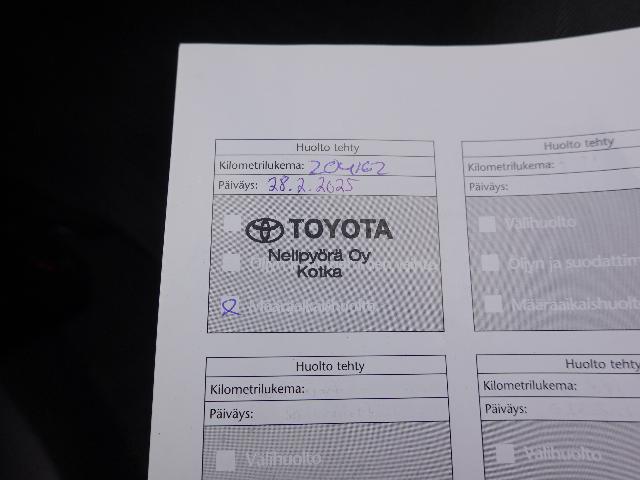 Huolto tehty
Kilometrilukema: 204162
Päiväys: 28.2.2025
TOYOTA
Nelipyörä Oy
Kotka
Määräaikaishuolto
Huolto tehty
Kilometrilukema:
Päiväys:
Välihuolto
Öljyn ja suodattim
Määräaikaishuolto
Huolto tehty
Kilometrilukema:
Päiväys:
Välihuolto
Huolto tehty
Kilometrilukema:
Päiväys:
Välihuolto